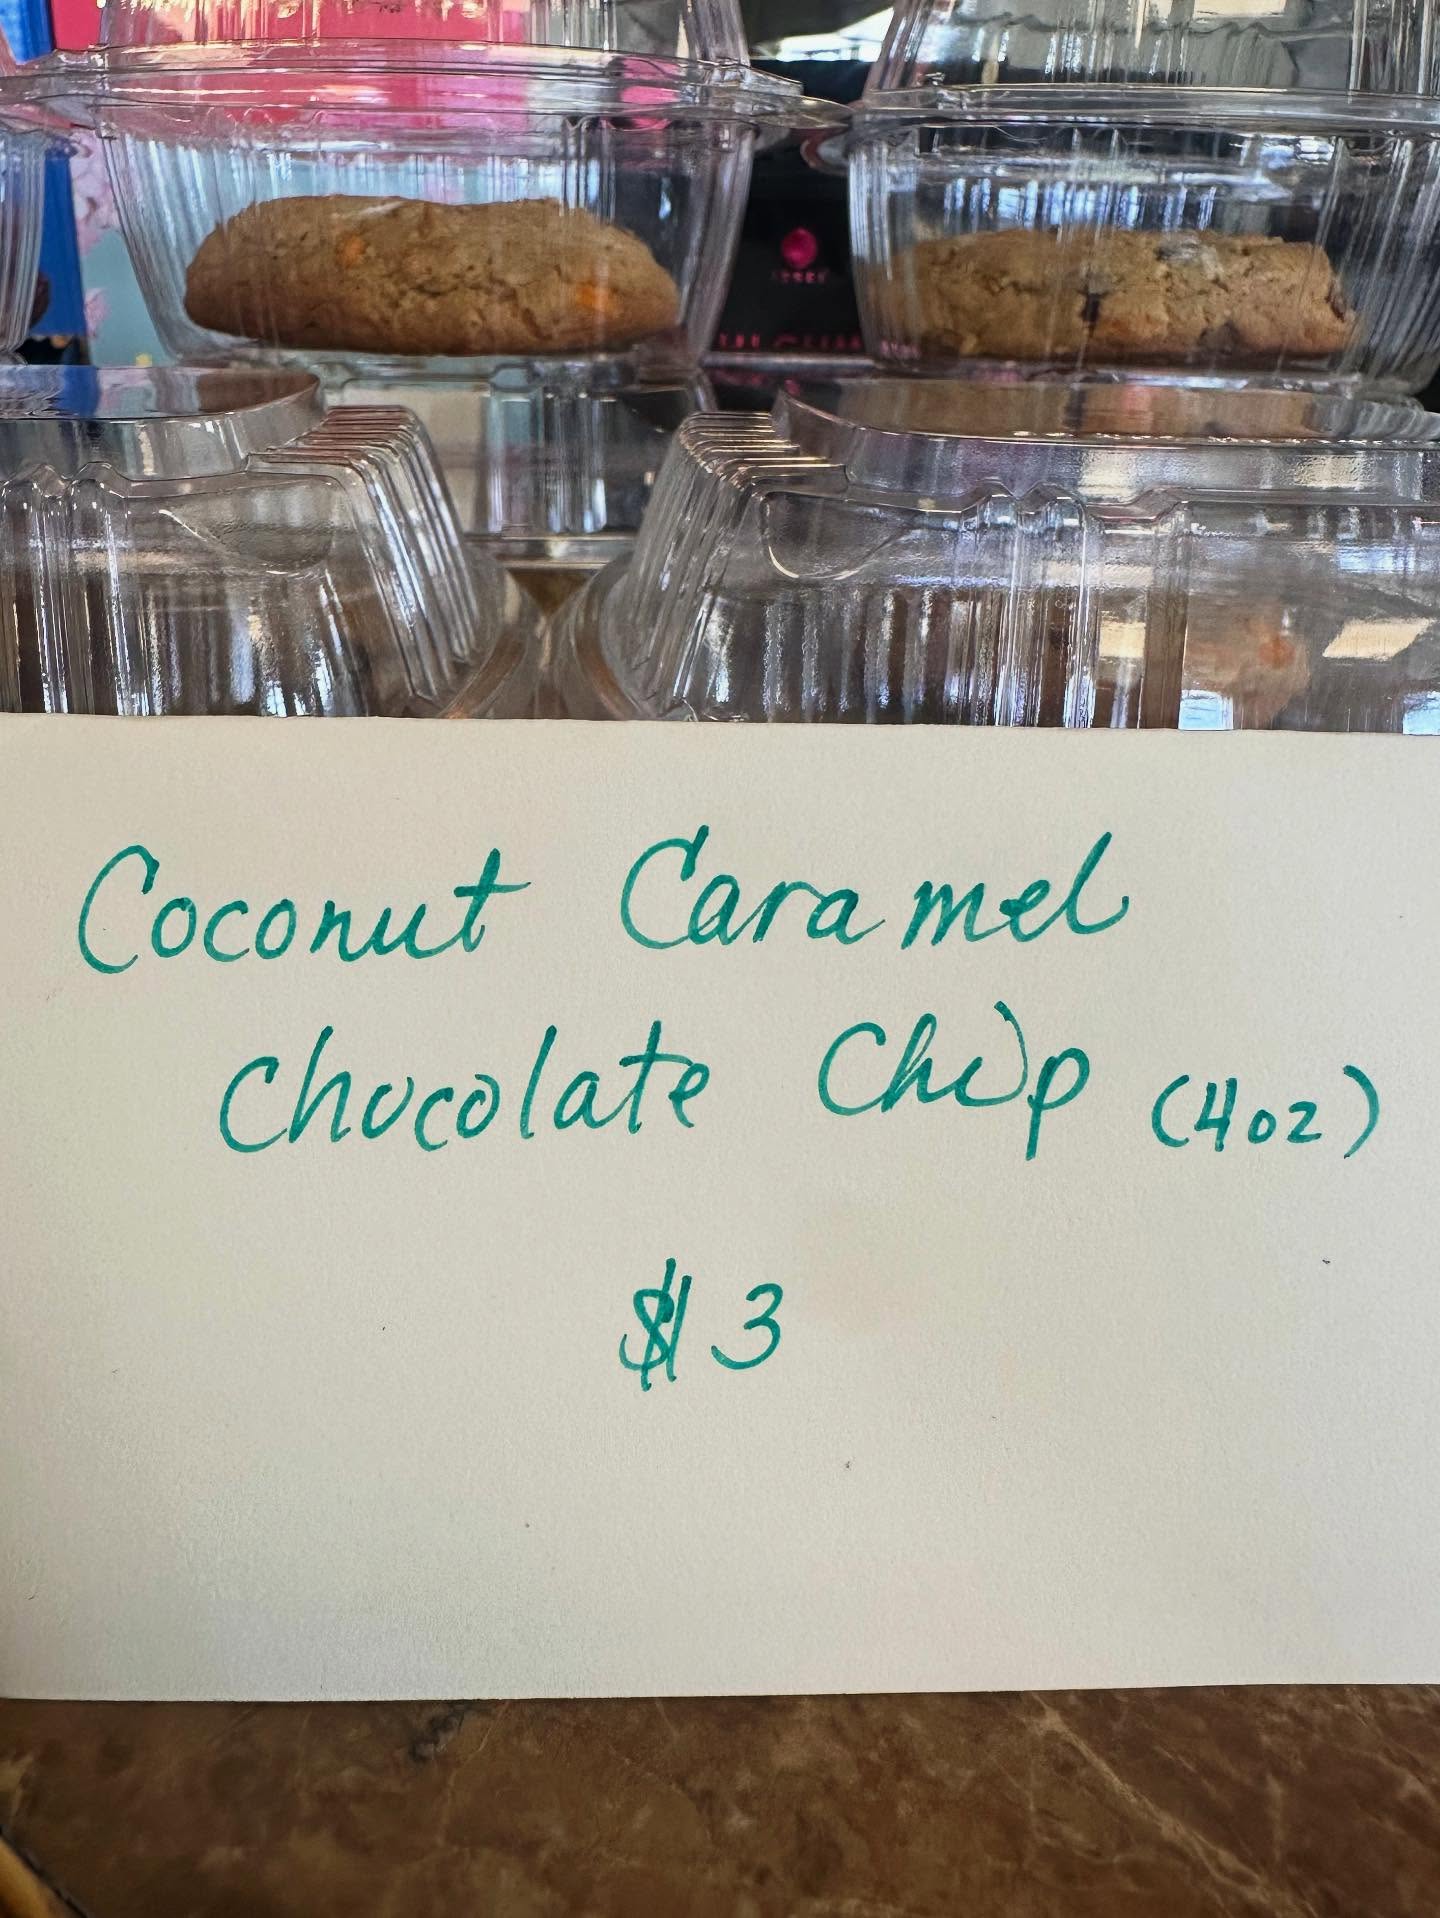 Coconut Caramel
Chocolate Chip (4oz)
$3